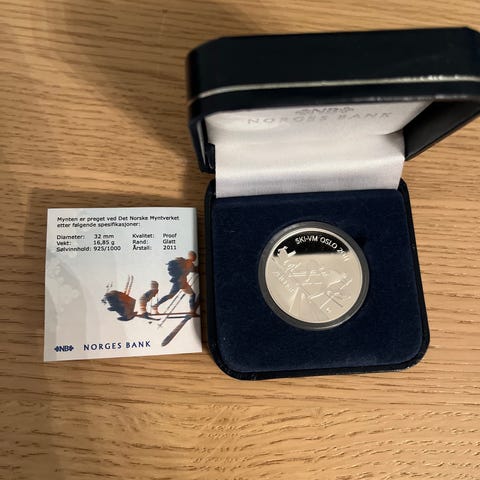 NB
NORGES BANK
Mynten er preget ved Det Norske Myntverket
etter følgende spesifikasjoner:
Diameter: 32 mm Kvalitet: Proof
Vekt: 16,85 g Rand: Glatt
Sølvinnhold: 925/1000 Årstall: 2011
NB NORGES BANK
SKI-VM OSLO 2011